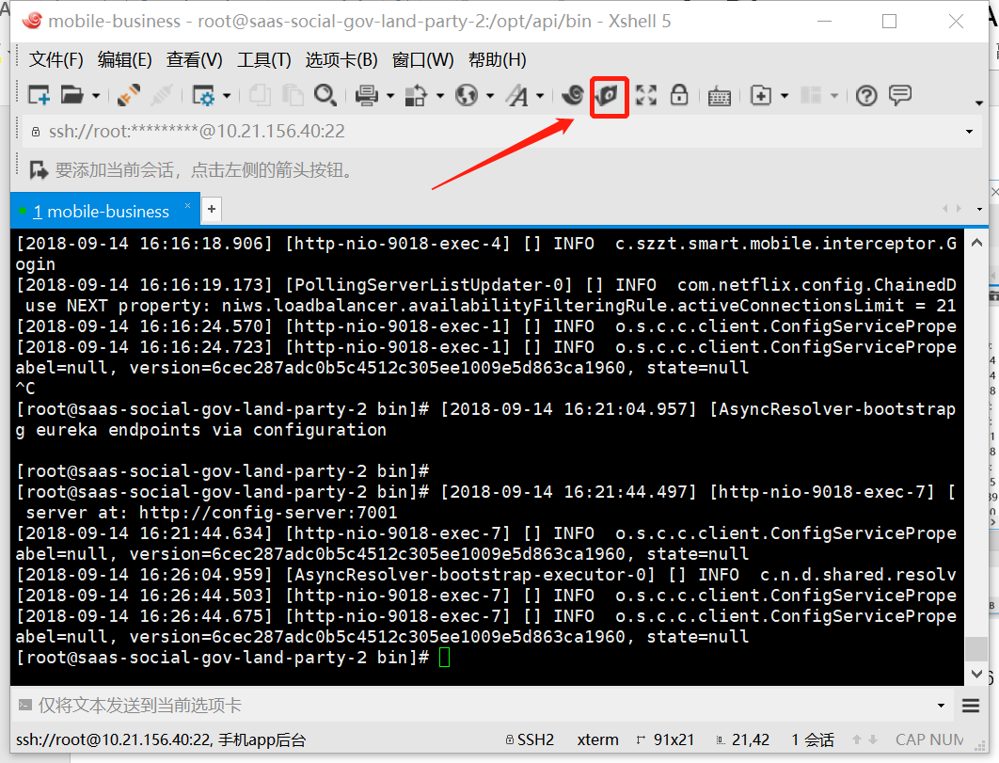 mobile-business - root@saas-social-gov-land-party-2:/opt/api/bin - Xshell 5
文件(F) 编辑(E) 查看(V) 工具(T) 选项卡(B) 窗口(W) 帮助(H)
ssh://root:*********@10.21.156.40:22
要添加当前会话，点击左侧的箭头按钮。
1 mobile-business × +
[2018-09-14 16:16:18.906] [http-nio-9018-exec-4] [] INFO  c.szzt.smart.mobile.interceptor.G
ogin
[2018-09-14 16:16:19.173] [PollingServerListUpdater-0] [] INFO  com.netflix.config.ChainedD
 use NEXT property: niws.loadbalancer.availabilityFilteringRule.activeConnectionsLimit = 21
[2018-09-14 16:16:24.570] [http-nio-9018-exec-1] [] INFO  o.s.c.c.client.ConfigServicePrope
[2018-09-14 16:16:24.723] [http-nio-9018-exec-1] [] INFO  o.s.c.c.client.ConfigServicePrope
abel=null, version=6cec287adc0b5c4512c305ee1009e5d863ca1960, state=null
^C
[root@saas-social-gov-land-party-2 bin]# [2018-09-14 16:21:04.957] [AsyncResolver-bootstrap
g eureka endpoints via configuration
[root@saas-social-gov-land-party-2 bin]#
[root@saas-social-gov-land-party-2 bin]# [2018-09-14 16:21:44.497] [http-nio-9018-exec-7] [
 server at: http://config-server:7001
[2018-09-14 16:21:44.634] [http-nio-9018-exec-7] [] INFO  o.s.c.c.client.ConfigServicePrope
abel=null, version=6cec287adc0b5c4512c305ee1009e5d863ca1960, state=null
[2018-09-14 16:26:04.959] [AsyncResolver-bootstrap-executor-0] [] INFO  c.n.d.shared.resolv
[2018-09-14 16:26:44.503] [http-nio-9018-exec-7] [] INFO  o.s.c.c.client.ConfigServicePrope
[2018-09-14 16:26:44.675] [http-nio-9018-exec-7] [] INFO  o.s.c.c.client.ConfigServicePrope
abel=null, version=6cec287adc0b5c4512c305ee1009e5d863ca1960, state=null
[root@saas-social-gov-land-party-2 bin]#
仅将文本发送到当前选项卡
ssh://root@10.21.156.40:22, 手机app后台 SSH2 xterm 91x21 21,42 1 会话 CAP NUM